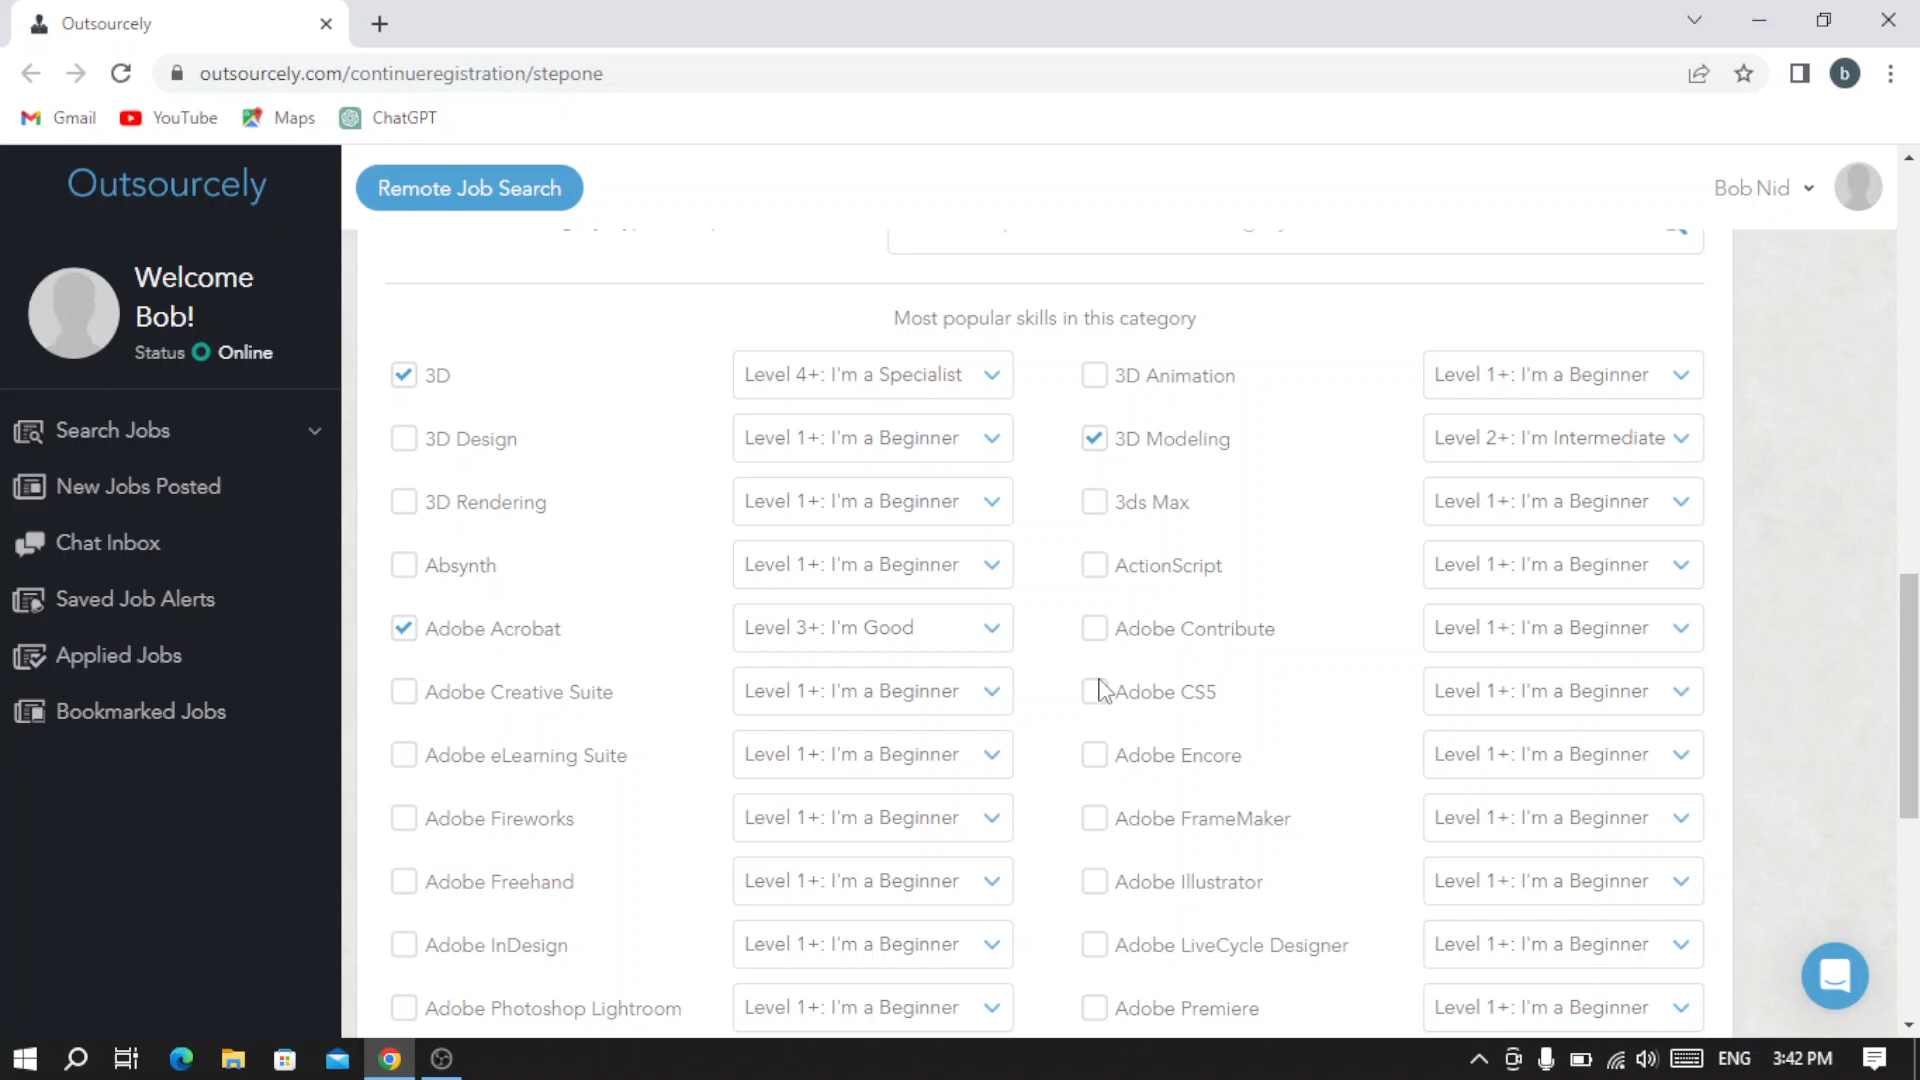 Outsourcely
outsourcely.com/continueregistration/stepone
b
Gmail
YouTube
Maps
ChatGPT
Outsourcely
Remote Job Search
Bob Nid
Welcome
Bob!
Status Online
Search Jobs
New Jobs Posted
Chat Inbox
Saved Job Alerts
Applied Jobs
Bookmarked Jobs
Most popular skills in this category
3D Level 4+: I'm a Specialist 3D Animation Level 1+: I'm a Beginner
3D Design Level 1+: I'm a Beginner 3D Modeling Level 2+: I'm Intermediate
3D Rendering Level 1+: I'm a Beginner 3ds Max Level 1+: I'm a Beginner
Absynth Level 1+: I'm a Beginner ActionScript Level 1+: I'm a Beginner
Adobe Acrobat Level 3+: I'm Good Adobe Contribute Level 1+: I'm a Beginner
Adobe Creative Suite Level 1+: I'm a Beginner Adobe CS5 Level 1+: I'm a Beginner
Adobe eLearning Suite Level 1+: I'm a Beginner Adobe Encore Level 1+: I'm a Beginner
Adobe Fireworks Level 1+: I'm a Beginner Adobe FrameMaker Level 1+: I'm a Beginner
Adobe Freehand Level 1+: I'm a Beginner Adobe Illustrator Level 1+: I'm a Beginner
Adobe InDesign Level 1+: I'm a Beginner Adobe LiveCycle Designer Level 1+: I'm a Beginner
Adobe Photoshop Lightroom Level 1+: I'm a Beginner Adobe Premiere Level 1+: I'm a Beginner
ENG
3:42 PM